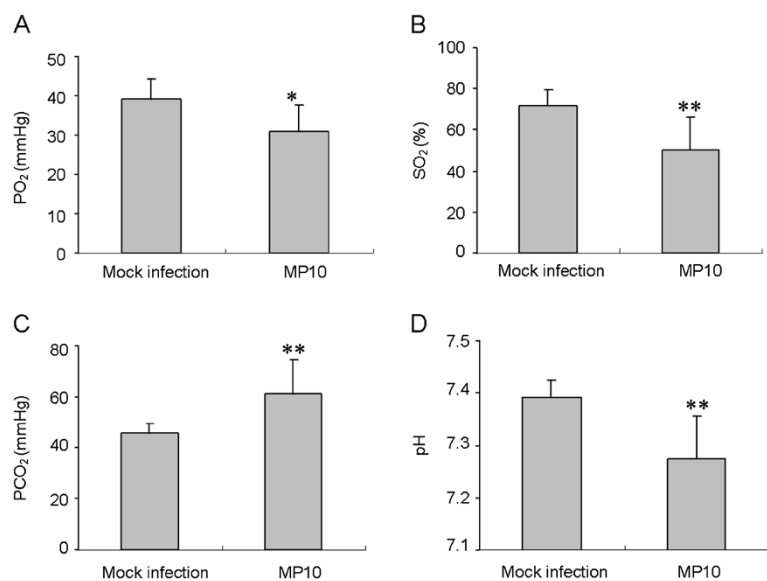 A
PO₂ (mmHg)
50
40
30
20
10
0
*
Mock infection MP10
B
SO₂ (%)
100
80
60
40
20
0
**
Mock infection MP10
C
PCO₂ (mmHg)
80
60
40
20
0
**
Mock infection MP10
D
pH
7.5
7.4
7.3
7.2
7.1
**
Mock infection MP10